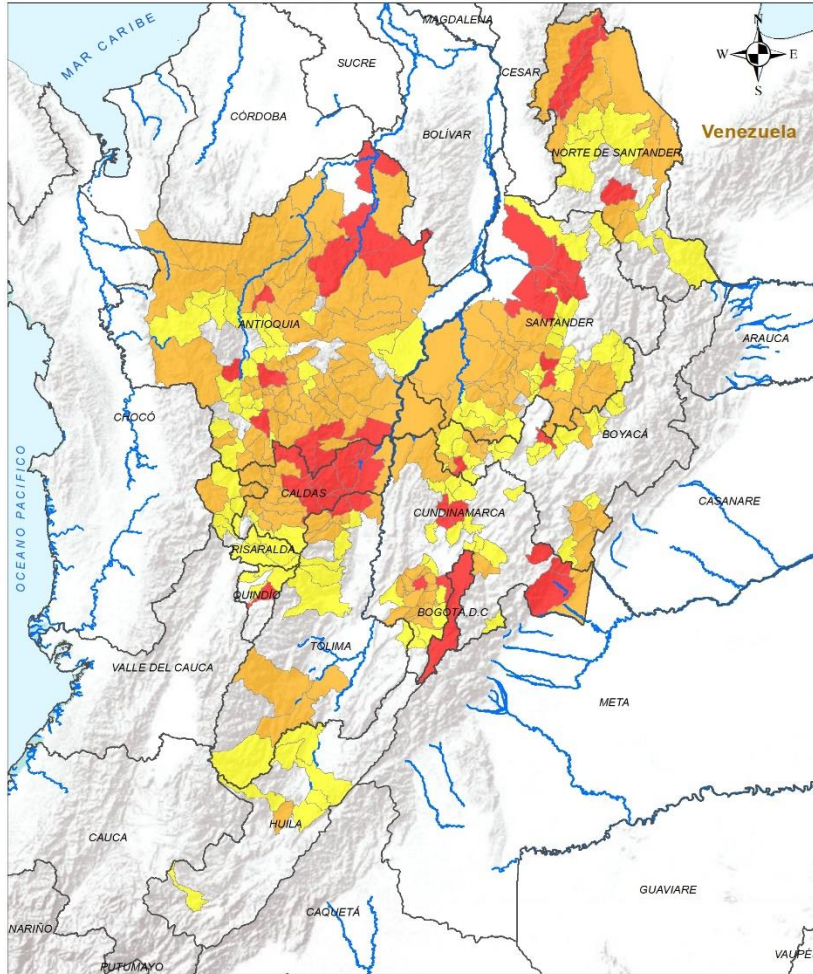 MAGDALENA
N
W E
S
MAR CARIBE
SUCRE
CESAR
CÓRDOBA
BOLÍVAR
Venezuela
NORTE DE SANTANDER
ANTIOQUIA
SANTANDER
ARAUCA
CHOCÓ
BOYACÁ
OCEANO PACIFICO
CALDAS
CUNDINAMARCA
CASANARE
RISARALDA
QUINDÍO
BOGOTÁ, D.C
TOLIMA
VALLE DEL CAUCA
META
HUILA
CAUCA
GUAVIARE
CAQUETÁ
NARIÑO
PUTUMAYO
VAUPÉ